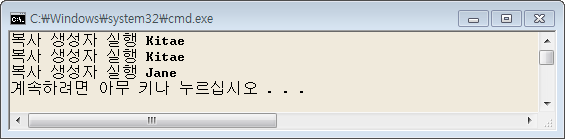 C:\Windows\system32\cmd.exe
복사 생성자 실행 Kitae
복사 생성자 실행 Kitae
복사 생성자 실행 Jane
계속하려면 아무 키나 누르십시오 . . .